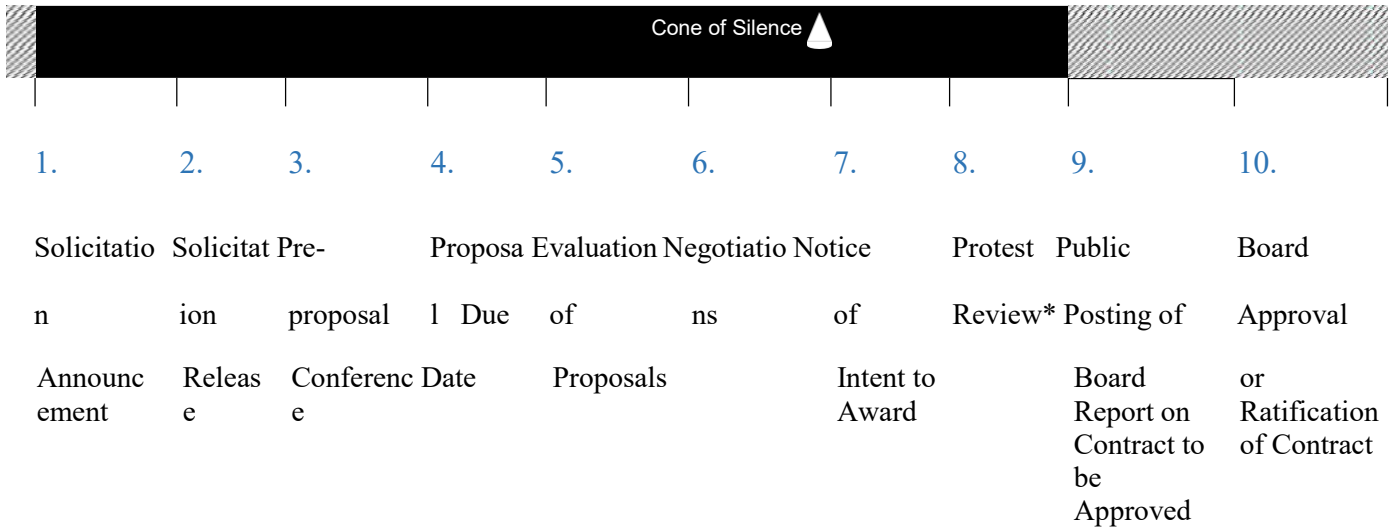 Cone of Silence
1. 2. 3. 4. 5. 6. 7. 8. 9. 10.
Solicitatio Solicitat Pre- Proposa Evaluation Negotiatio Notice Protest Public Board
n ion proposal l Due of ns of Review* Posting of Approval
Announc Releas Conferenc Date Proposals Intent to Board or
ement e e Award Report on Ratification
Contract to of Contract
be
Approved